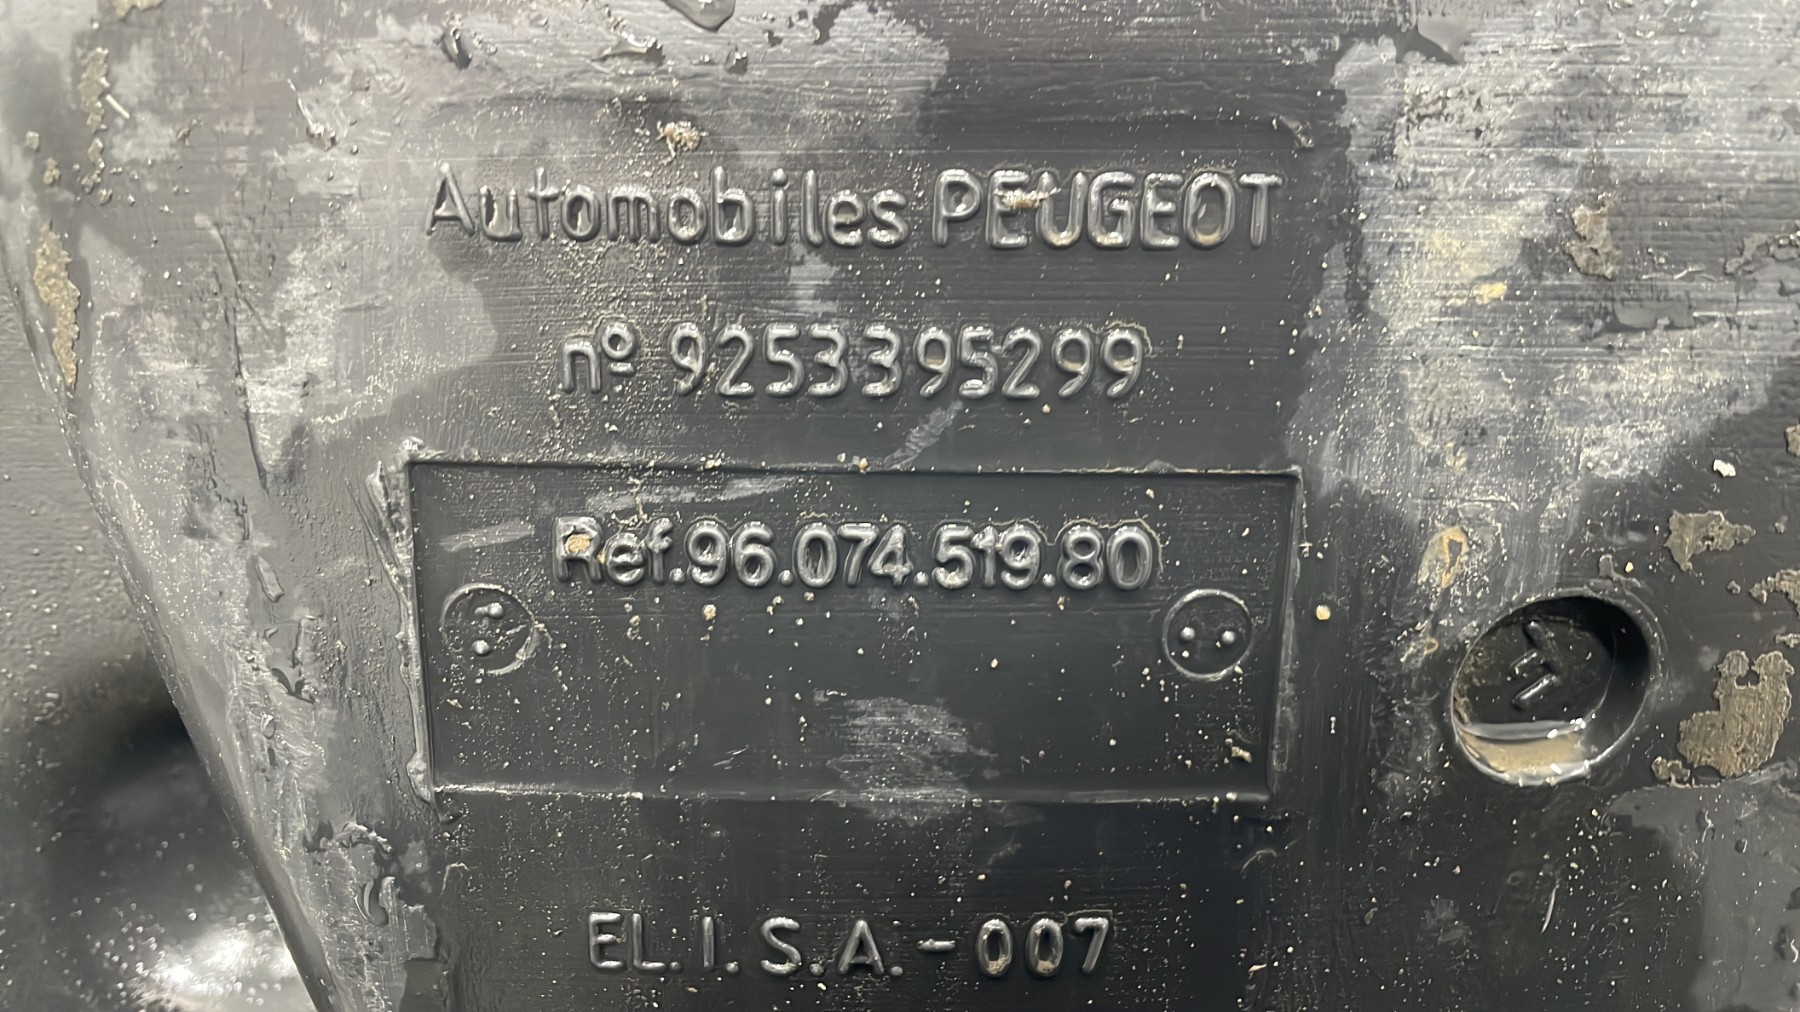 Automobiles PEUGEOT
nº 9253395299
Ref.96.074.519.80
EL.I.S.A.-007